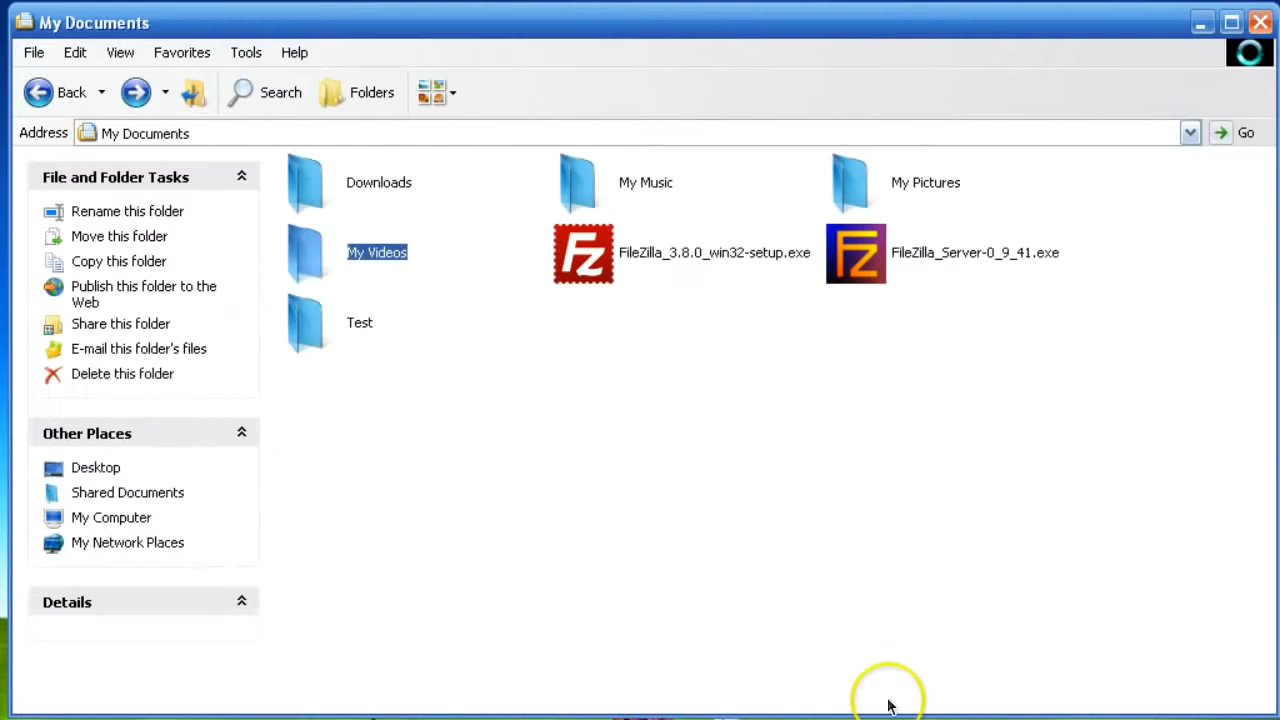 My Documents
File Edit View Favorites Tools Help
Back Search Folders
Address My Documents Go
File and Folder Tasks
Rename this folder
Move this folder
Copy this folder
Publish this folder to the
Web
Share this folder
E-mail this folder's files
Delete this folder
Other Places
Desktop
Shared Documents
My Computer
My Network Places
Details
Downloads My Music My Pictures
My Videos FileZilla_3.8.0_win32-setup.exe FileZilla_Server-0_9_41.exe
Test
Fz
FZ